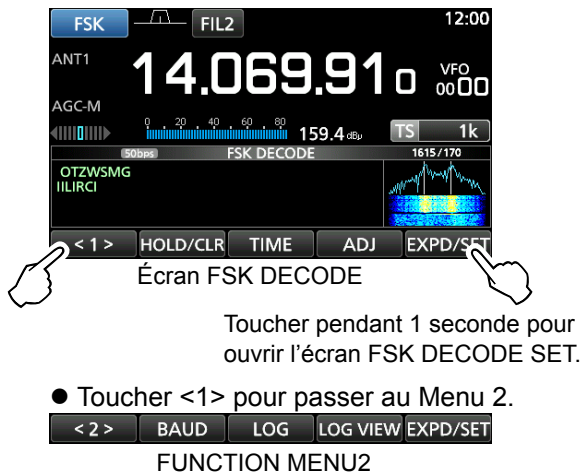 FSK FIL2 12:00
ANT1
14.069.910 VFO
00 00
AGC-M
0 20 40 60 80 159.4 dBµ TS 1k
50bps FSK DECODE 1615/170
OTZWSMG
IILIRCI
< 1 > HOLD/CLR TIME ADJ EXPD/SET
Écran FSK DECODE
Toucher pendant 1 seconde pour
ouvrir l’écran FSK DECODE SET.
● Toucher <1> pour passer au Menu 2.
< 2 > BAUD LOG LOG VIEW EXPD/SET
FUNCTION MENU2